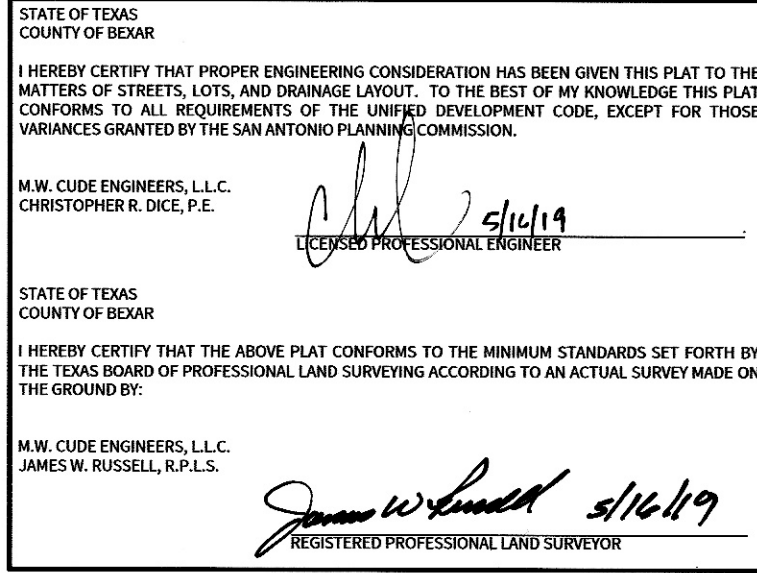 STATE OF TEXAS
COUNTY OF BEXAR
I HEREBY CERTIFY THAT PROPER ENGINEERING CONSIDERATION HAS BEEN GIVEN THIS PLAT TO THE
MATTERS OF STREETS, LOTS, AND DRAINAGE LAYOUT. TO THE BEST OF MY KNOWLEDGE THIS PLAT
CONFORMS TO ALL REQUIREMENTS OF THE UNIFIED DEVELOPMENT CODE, EXCEPT FOR THOSE
VARIANCES GRANTED BY THE SAN ANTONIO PLANNING COMMISSION.
M.W. CUDE ENGINEERS, L.L.C.
CHRISTOPHER R. DICE, P.E.
5/16/19
LICENSED PROFESSIONAL ENGINEER
STATE OF TEXAS
COUNTY OF BEXAR
I HEREBY CERTIFY THAT THE ABOVE PLAT CONFORMS TO THE MINIMUM STANDARDS SET FORTH BY
THE TEXAS BOARD OF PROFESSIONAL LAND SURVEYING ACCORDING TO AN ACTUAL SURVEY MADE ON
THE GROUND BY:
M.W. CUDE ENGINEERS, L.L.C.
JAMES W. RUSSELL, R.P.L.S.
James W Russell 5/16/19
REGISTERED PROFESSIONAL LAND SURVEYOR